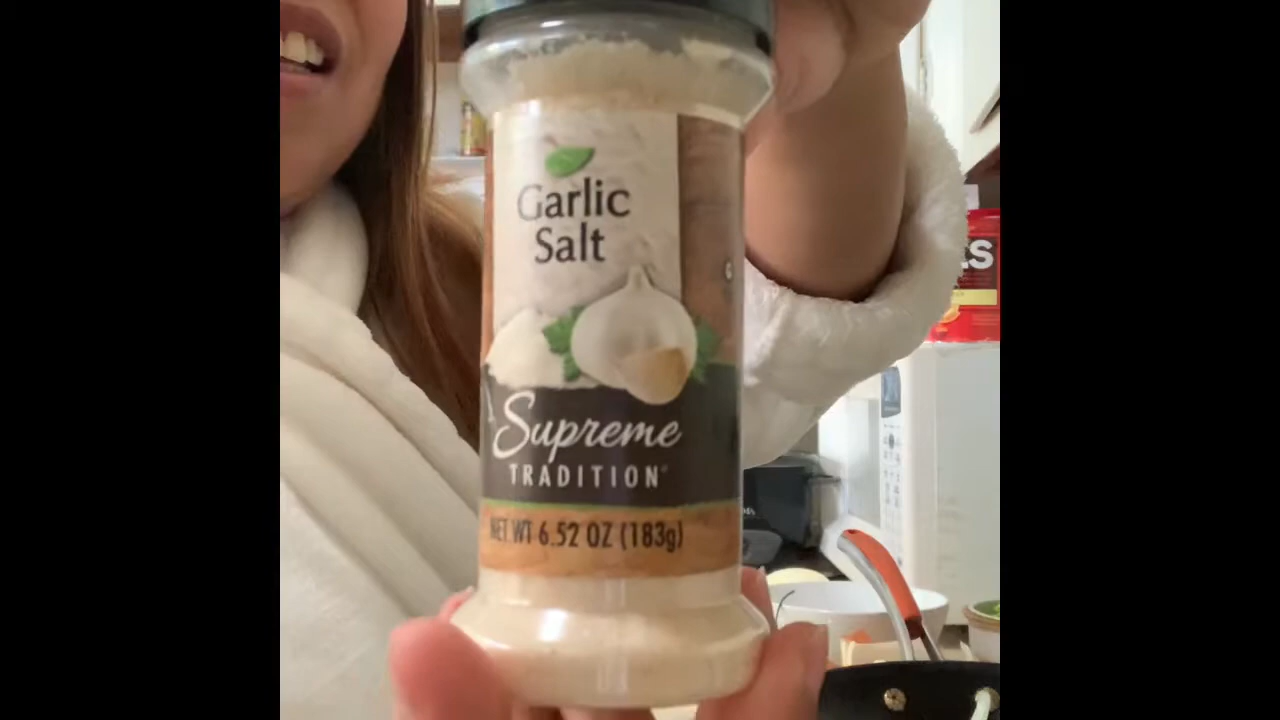 Garlic
Salt
Supreme
TRADITION®
NET WT 6.52 OZ (183g)